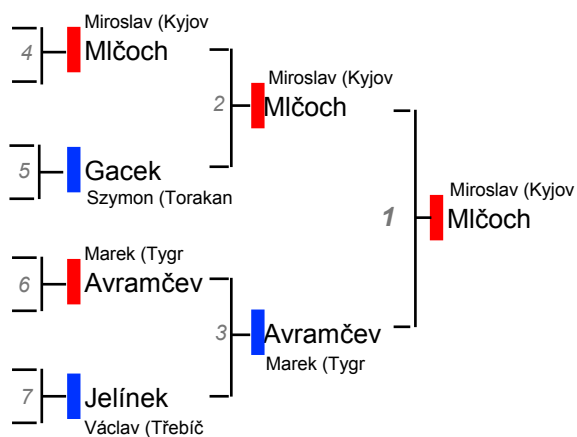 Miroslav (Kyjov
4
Mlčoch
Miroslav (Kyjov
2
Mlčoch
5
Gacek
Szymon (Torakan
Miroslav (Kyjov
1
Mlčoch
Marek (Tygr
6
Avramčev
3
Avramčev
Marek (Tygr
7
Jelínek
Václav (Třebíč